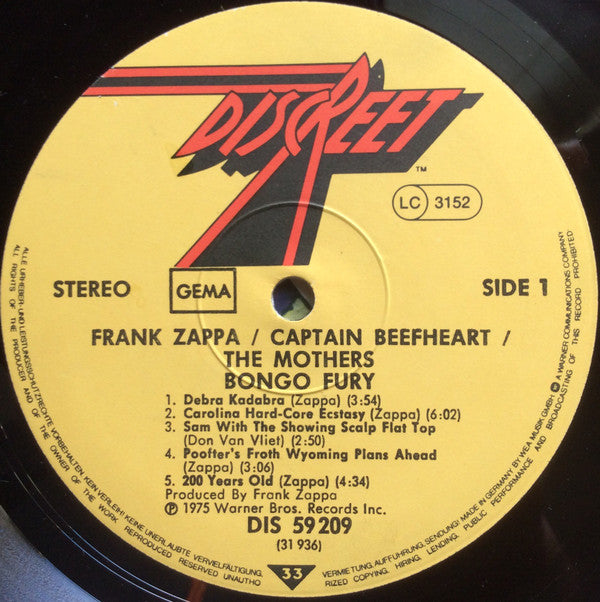 DISCREET
TM
LC 3152
STEREO
GEMA
SIDE 1
FRANK ZAPPA / CAPTAIN BEEFHEART /
THE MOTHERS
BONGO FURY
1. Debra Kadabra (Zappa) (3:54)
2. Carolina Hard-Core Ecstasy (Zappa) (6:02)
3. Sam With The Showing Scalp Flat Top
(Don Van Vliet) (2:50)
4. Poofter's Froth Wyoming Plans Ahead
(Zappa) (3:06)
5. 200 Years Old (Zappa) (4:34)
Produced By Frank Zappa
℗ 1975 Warner Bros. Records Inc.
DIS 59 209
(31 936)
33
ALLE URHEBER- UND LEISTUNGSSCHUTZRECHTE VORBEHALTEN. KEIN VERLEIH! KEINE UNERLAUBTE VERVIELFÄLTIGUNG, VERMIETUNG, AUFFÜHRUNG, SENDUNG! MADE IN GERMANY BY WEA MUSIK GMBH A WARNER COMMUNICATIONS COMPANY
ALL RIGHTS OF THE PRODUCER AND OF THE OWNER OF THE WORK REPRODUCED RESERVED UNAUTHORIZED COPYING, HIRING, LENDING, PUBLIC PERFORMANCE AND BROADCASTING OF THIS RECORD PROHIBITED